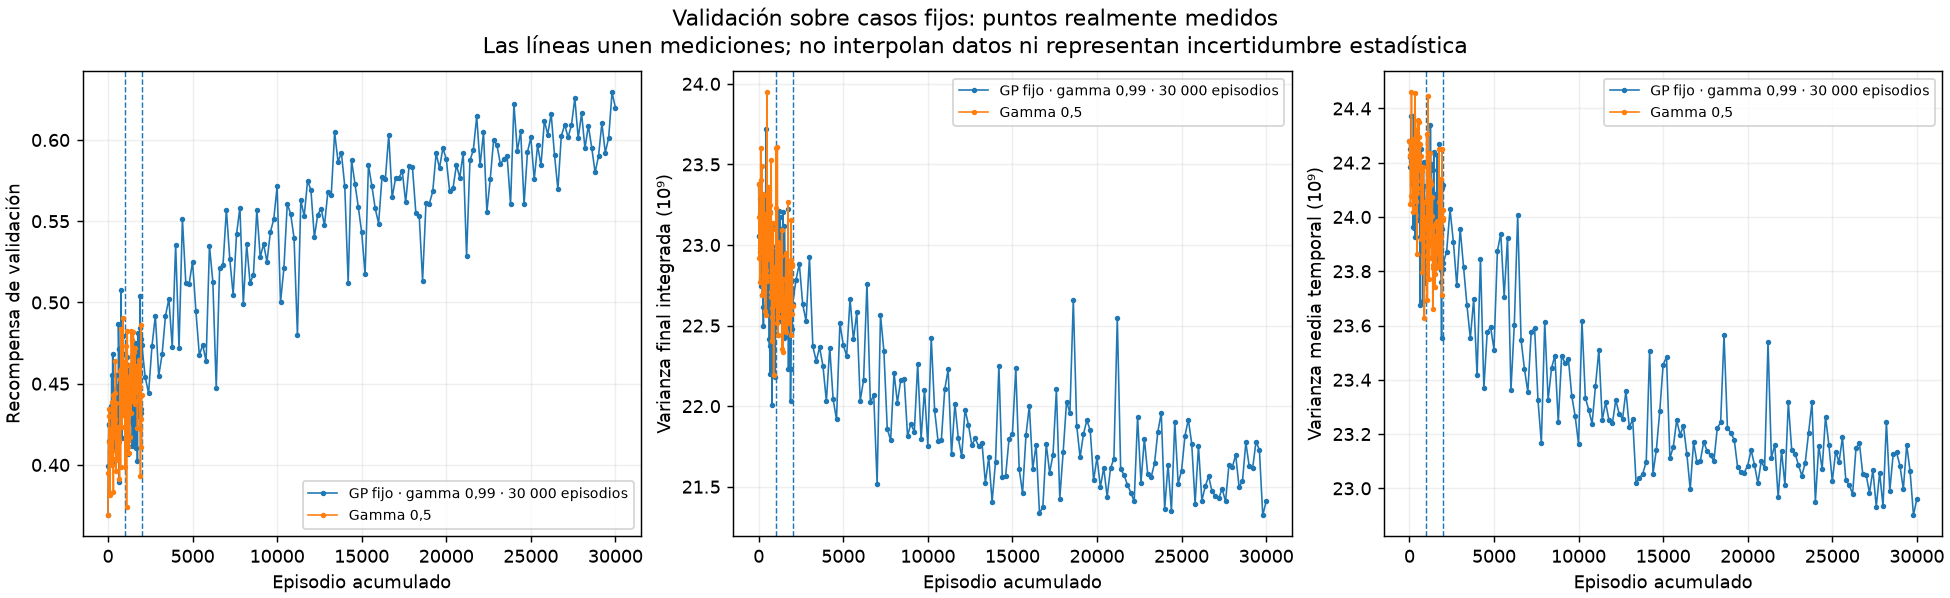 Validación sobre casos fijos: puntos realmente medidos
Las líneas unen mediciones; no interpolan datos ni representan incertidumbre estadística
Recompensa de validación
0.60
0.55
0.50
0.45
0.40
GP fijo · gamma 0,99 · 30 000 episodios
Gamma 0,5
0
5000
10000
15000
20000
25000
30000
Episodio acumulado
Varianza final integrada (10⁹)
24.0
23.5
23.0
22.5
22.0
21.5
GP fijo · gamma 0,99 · 30 000 episodios
Gamma 0,5
0
5000
10000
15000
20000
25000
30000
Episodio acumulado
Varianza media temporal (10⁹)
24.4
24.2
24.0
23.8
23.6
23.4
23.2
23.0
GP fijo · gamma 0,99 · 30 000 episodios
Gamma 0,5
0
5000
10000
15000
20000
25000
30000
Episodio acumulado